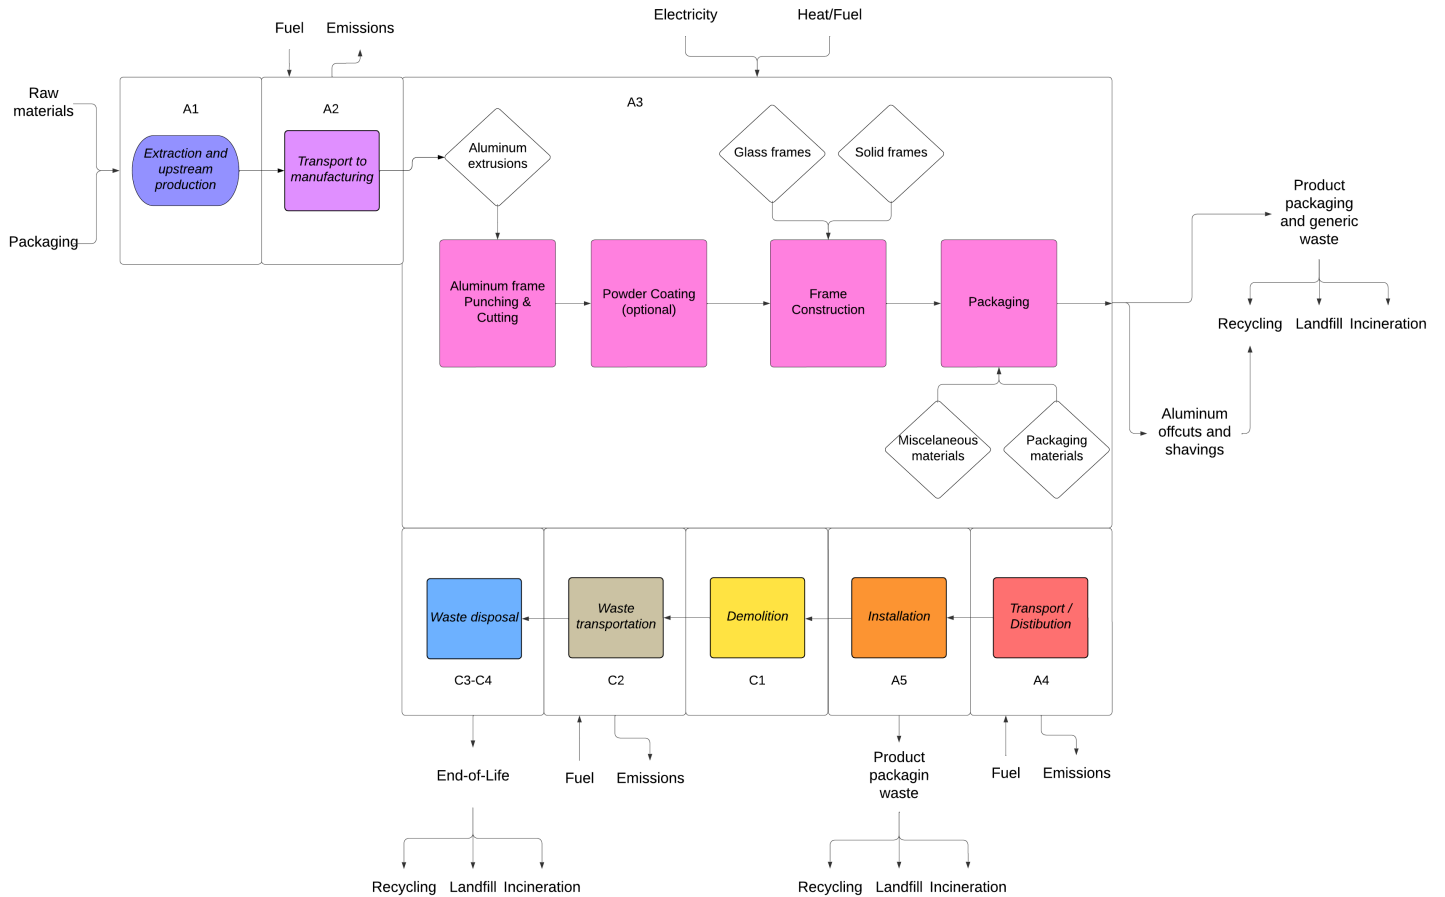 Electricity
Heat/Fuel
Fuel
Emissions
Raw
materials
Packaging
A1
Extraction and
upstream
production
A2
Transport to
manufacturing
A3
Aluminum
extrusions
Glass frames
Solid frames
Aluminum frame
Punching &
Cutting
Powder Coating
(optional)
Frame
Construction
Packaging
Miscelaneous
materials
Packaging
materials
Product
packaging
and generic
waste
Recycling
Landfill
Incineration
Aluminum
offcuts and
shavings
Waste disposal
C3-C4
Waste
transportation
C2
Demolition
C1
Installation
A5
Transport /
Distibution
A4
End-of-Life
Fuel
Emissions
Product
packagin
waste
Fuel
Emissions
Recycling
Landfill
Incineration
Recycling
Landfill
Incineration